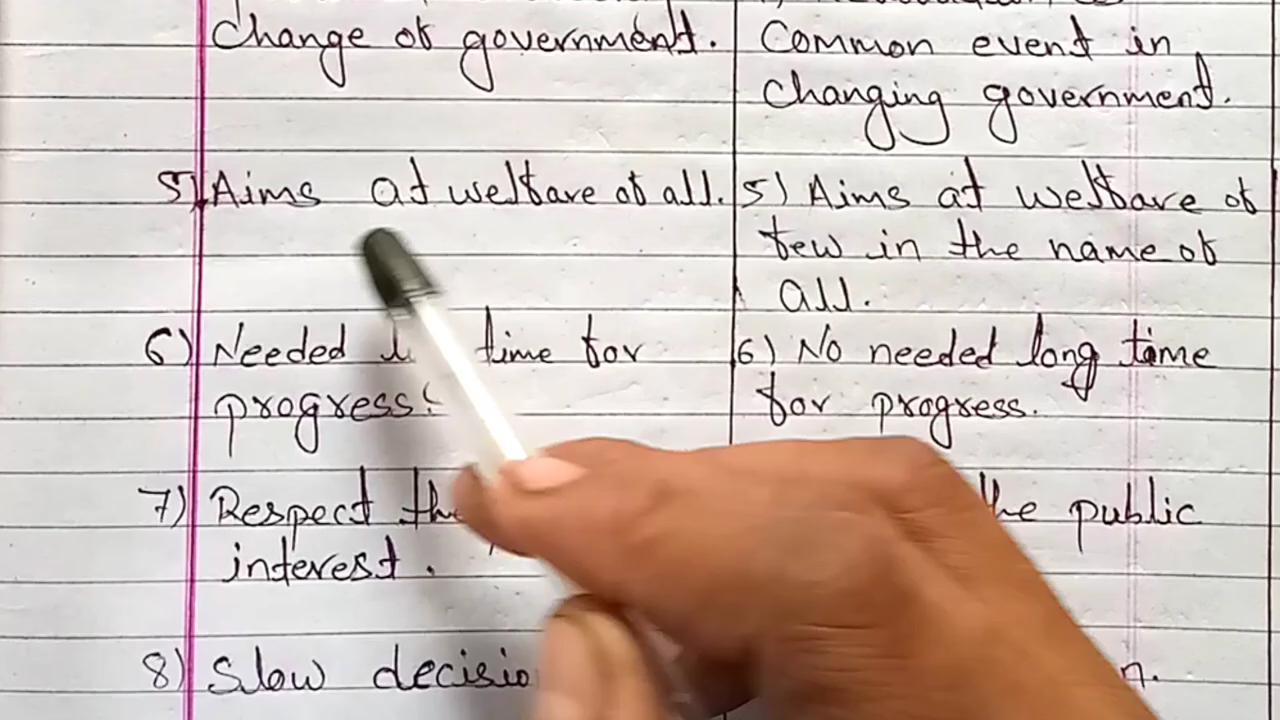 change of government.
common event in
changing government.
5) Aims at welfare of all.
5) Aims at welfare of
few in the name of
all.
6) Needed time for
progress.
6) No needed long time
for progress.
7) Respect the
interest.
the public
8) Slow decision